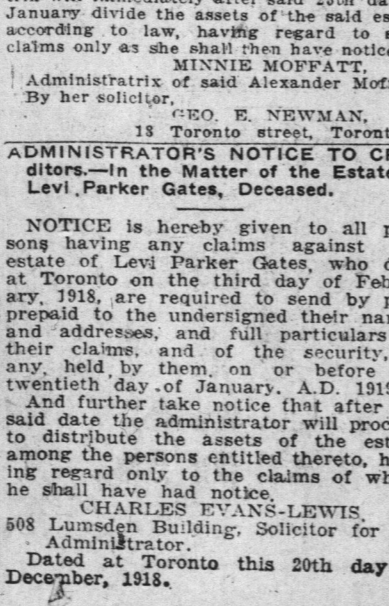 January divide the assets of the said es
according to law, having regard to
claims only as she shall then have notice
MINNIE MOFFATT,
Administratrix of said Alexander Mof
By her solicitor,
GEO. E. NEWMAN,
18 Toronto street, Toront
ADMINISTRATOR'S NOTICE TO C
ditors.—In the Matter of the Estate
Levi Parker Gates, Deceased.
NOTICE is hereby given to all p
sons having any claims against
estate of Levi Parker Gates, who d
at Toronto on the third day of Feb
ary, 1918, are required to send by p
prepaid to the undersigned their na
and addresses, and full particulars
their claims, and of the security,
any, held by them, on or before
twentieth day of January, A.D. 191
And further take notice that after
said date the administrator will proc
to distribute the assets of the est
among the persons entitled thereto, h
ing regard only to the claims of wh
he shall have had notice.
CHARLES EVANS-LEWIS,
508 Lumsden Building, Solicitor for
Administrator.
Dated at Toronto this 20th day
December, 1918.